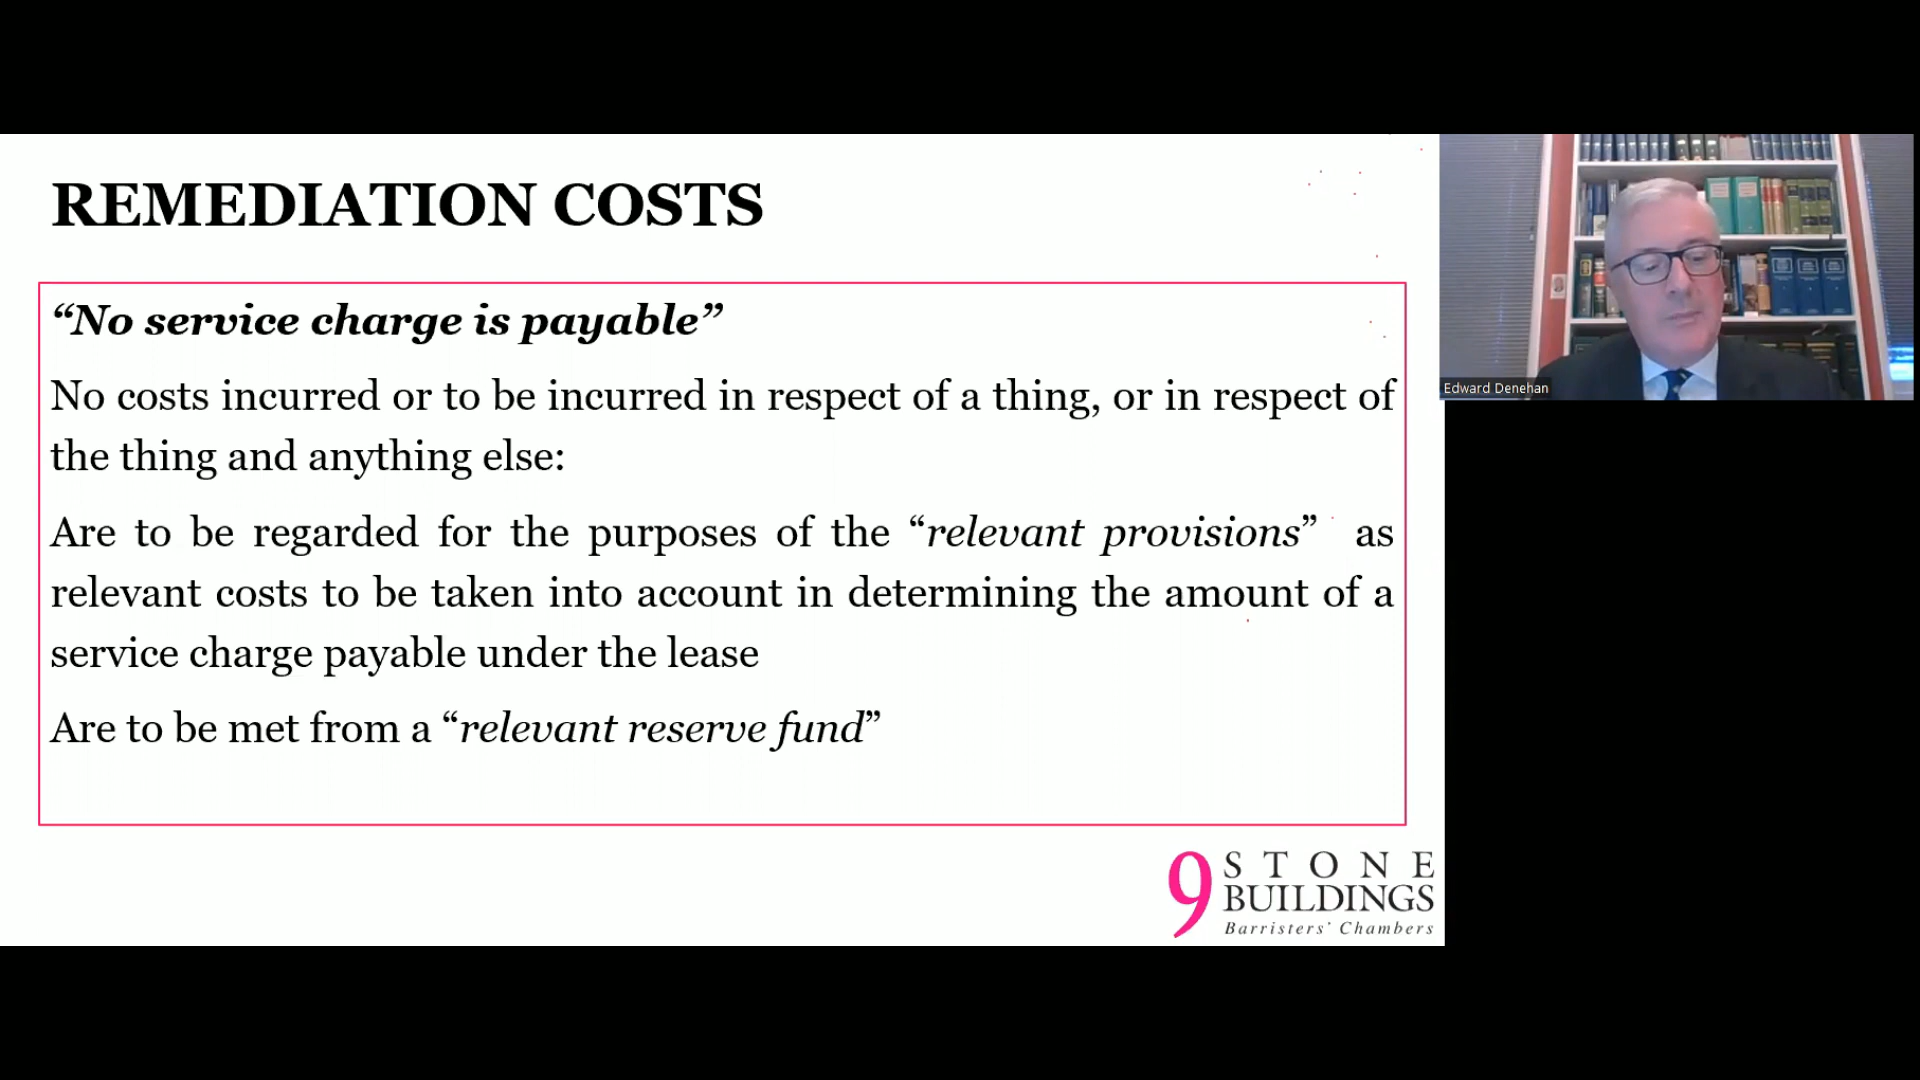 REMEDIATION COSTS
“No service charge is payable”
No costs incurred or to be incurred in respect of a thing, or in respect of
the thing and anything else:
Are to be regarded for the purposes of the “relevant provisions” as
relevant costs to be taken into account in determining the amount of a
service charge payable under the lease
Are to be met from a “relevant reserve fund”
9 STONE
BUILDINGS
Barristers' Chambers
Edward Denehan